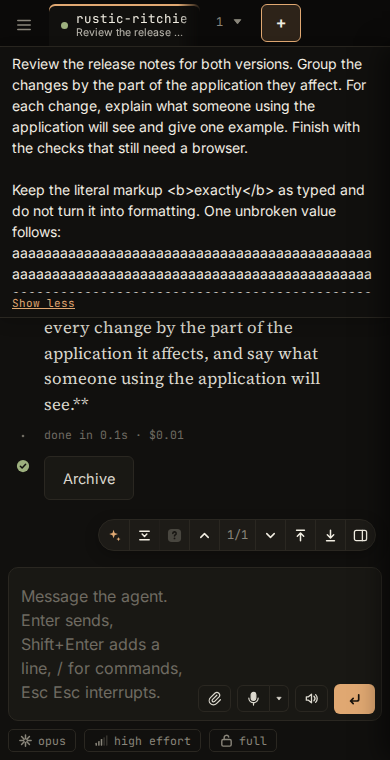 rustic-ritchie
Review the release ...
1
+
Review the release notes for both versions. Group the
changes by the part of the application they affect. For
each change, explain what someone using the
application will see and give one example. Finish with
the checks that still need a browser.
Keep the literal markup <b>exactly</b> as typed and
do not turn it into formatting. One unbroken value
follows:
aaaaaaaaaaaaaaaaaaaaaaaaaaaaaaaaaaaaaaaaaaaa
aaaaaaaaaaaaaaaaaaaaaaaaaaaaaaaaaaaaaaaaaaaa
Show less
every change by the part of the
application it affects, and say what
someone using the application will
see.**
done in 0.1s · $0.01
Archive
?
1/1
Message the agent.
Enter sends,
Shift+Enter adds a
line, / for commands,
Esc Esc interrupts.
opus
high effort
full